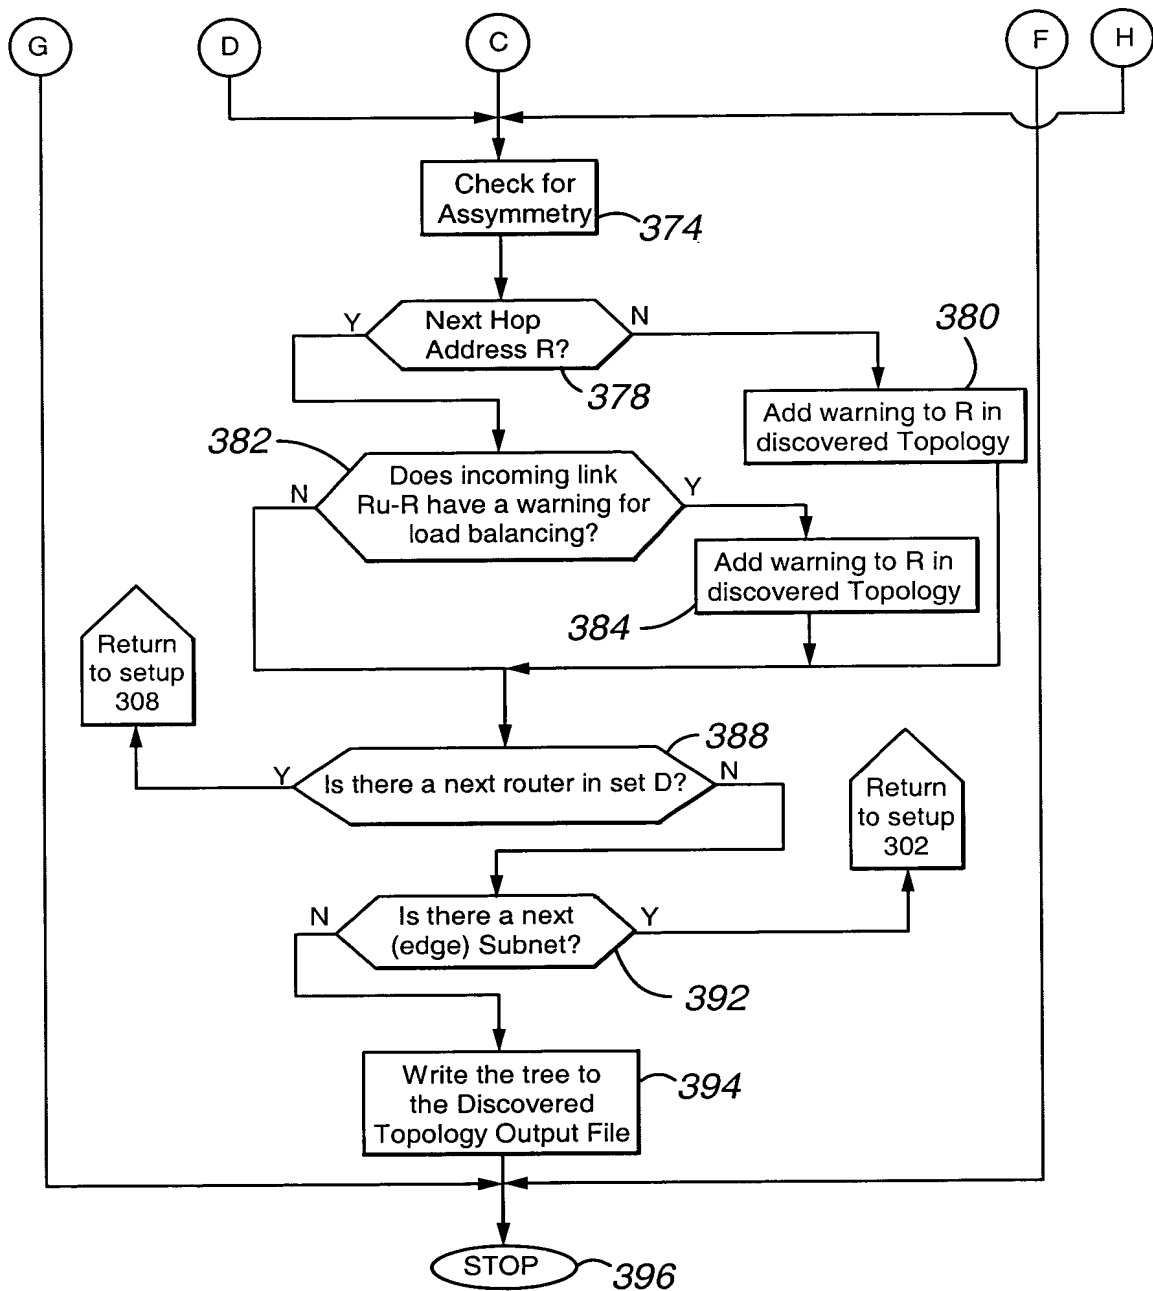 G
D
C
F
H
Check for
Assymmetry
374
Y
Next Hop
Address R?
N
378
380
Add warning to R in
discovered Topology
382
N
Does incoming link
Ru-R have a warning for
load balancing?
Y
Add warning to R in
discovered Topology
384
Return
to setup
308
388
Y
Is there a next router in set D?
N
Return
to setup
302
N
Is there a next
(edge) Subnet?
Y
392
Write the tree to
the Discovered
Topology Output File
394
STOP
396